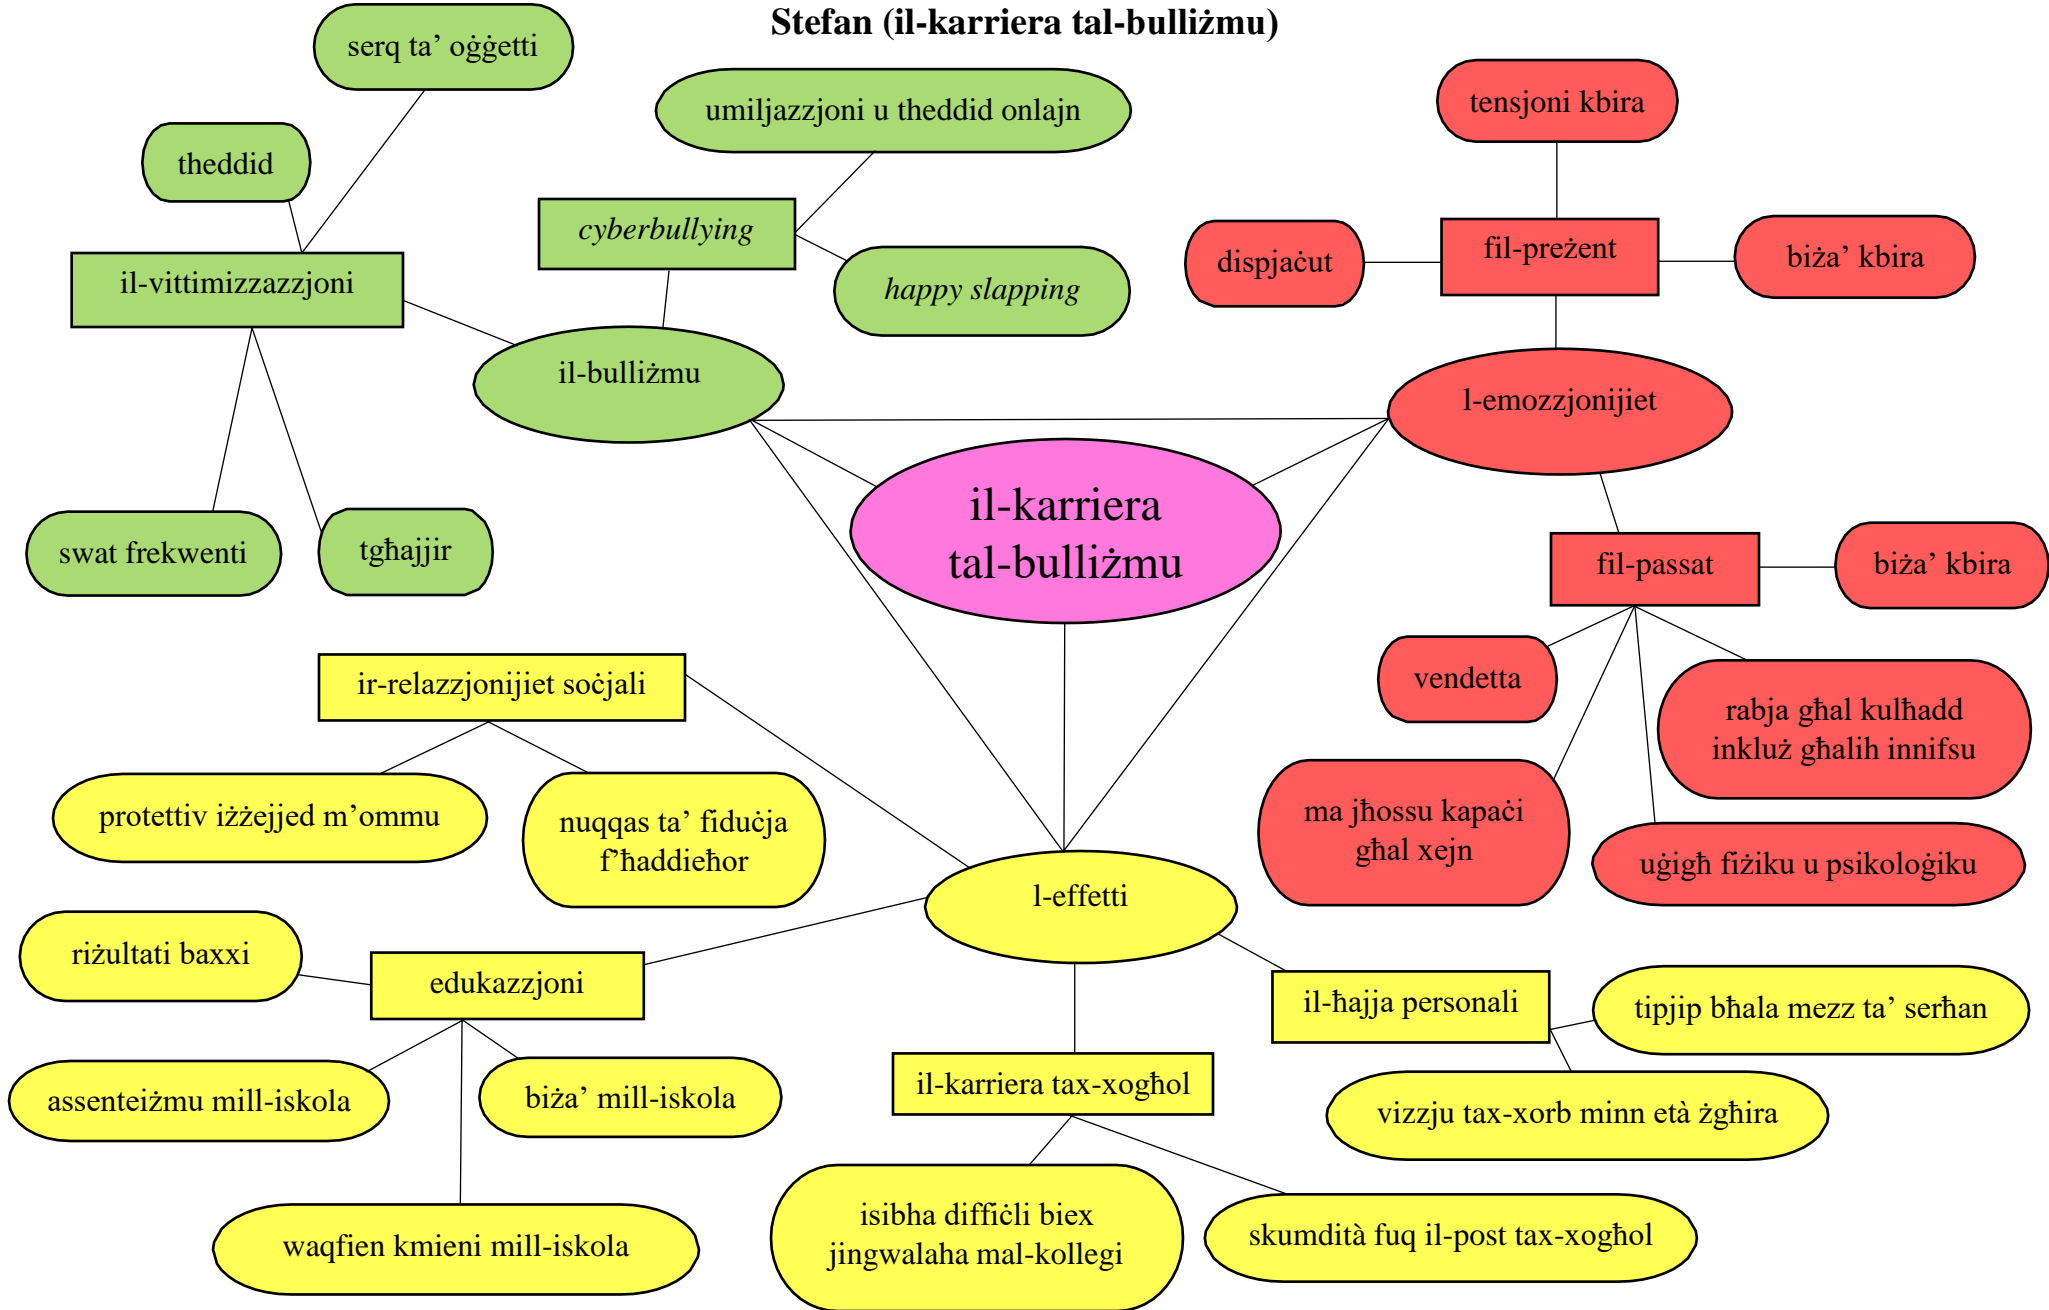 Stefan (il-karriera tal-bulliżmu)
serq ta’ oġġetti
theddid
umiljazzjoni u theddid onlajn
cyberbullying
happy slapping
il-vittimizzazzjoni
il-bulliżmu
swat frekwenti
tgħajjir
tensjoni kbira
dispjaċut
fil-preżent
biża’ kbira
l-emozzjonijiet
il-karriera
tal-bulliżmu
fil-passat
biża’ kbira
vendetta
rabja għal kulħadd
inkluż għalih innifsu
ma jħossu kapaċi
għal xejn
uġigħ fiżiku u psikoloġiku
ir-relazzjonijiet soċjali
protettiv iżżejjed m’ommu
nuqqas ta’ fiduċja
f’ħaddieħor
l-effetti
riżultati baxxi
edukazzjoni
assenteiżmu mill-iskola
biża’ mill-iskola
waqfien kmieni mill-iskola
il-karriera tax-xogħol
isibha diffiċli biex
jingwalaha mal-kollegi
skumdità fuq il-post tax-xogħol
il-ħajja personali
tipjip bħala mezz ta’ serħan
vizzju tax-xorb minn età żgħira